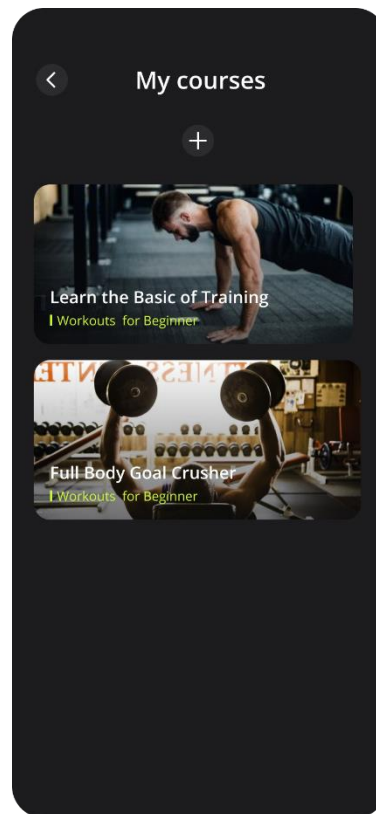 My courses
Learn the Basic of Training
Workouts for Beginner
Full Body Goal Crusher
Workouts for Beginner